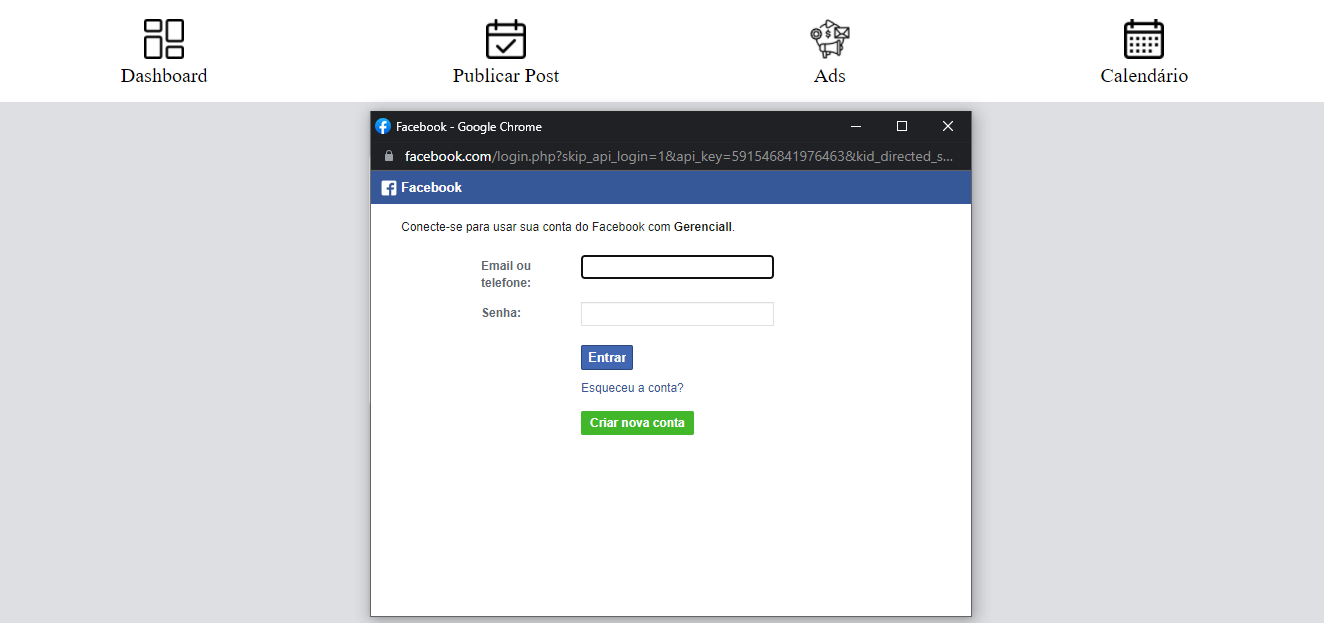 Dashboard
Publicar Post
Ads
Calendário
Facebook - Google Chrome
facebook.com/login.php?skip_api_login=1&api_key=591546841976463&kid_directed_s...
Facebook
Conecte-se para usar sua conta do Facebook com Gerenciall.
Email ou
telefone:
Senha:
Entrar
Esqueceu a conta?
Criar nova conta